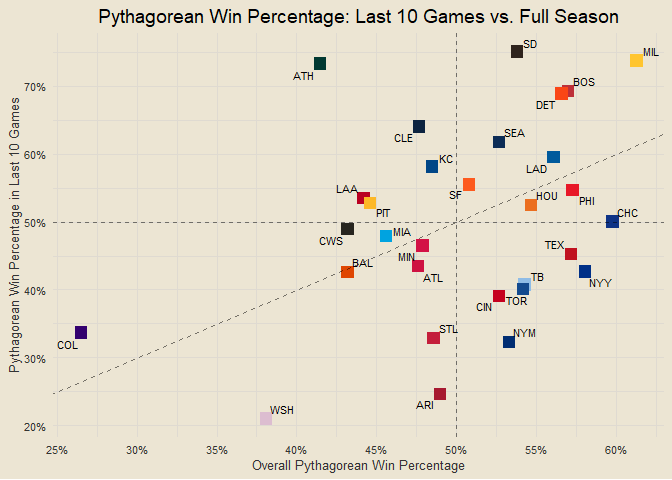 Pythagorean Win Percentage: Last 10 Games vs. Full Season
SD
MIL
ATH
BOS
DET
CLE
SEA
KC
LAD
LAA
SF
HOU
PIT
PHI
CHC
CWS
MIA
TEX
MIN
BAL
ATL
TB
NYY
CIN
TOR
COL
STL
NYM
ARI
WSH
70%
60%
50%
40%
30%
20%
Pythagorean Win Percentage in Last 10 Games
25%
30%
35%
40%
45%
50%
55%
60%
Overall Pythagorean Win Percentage